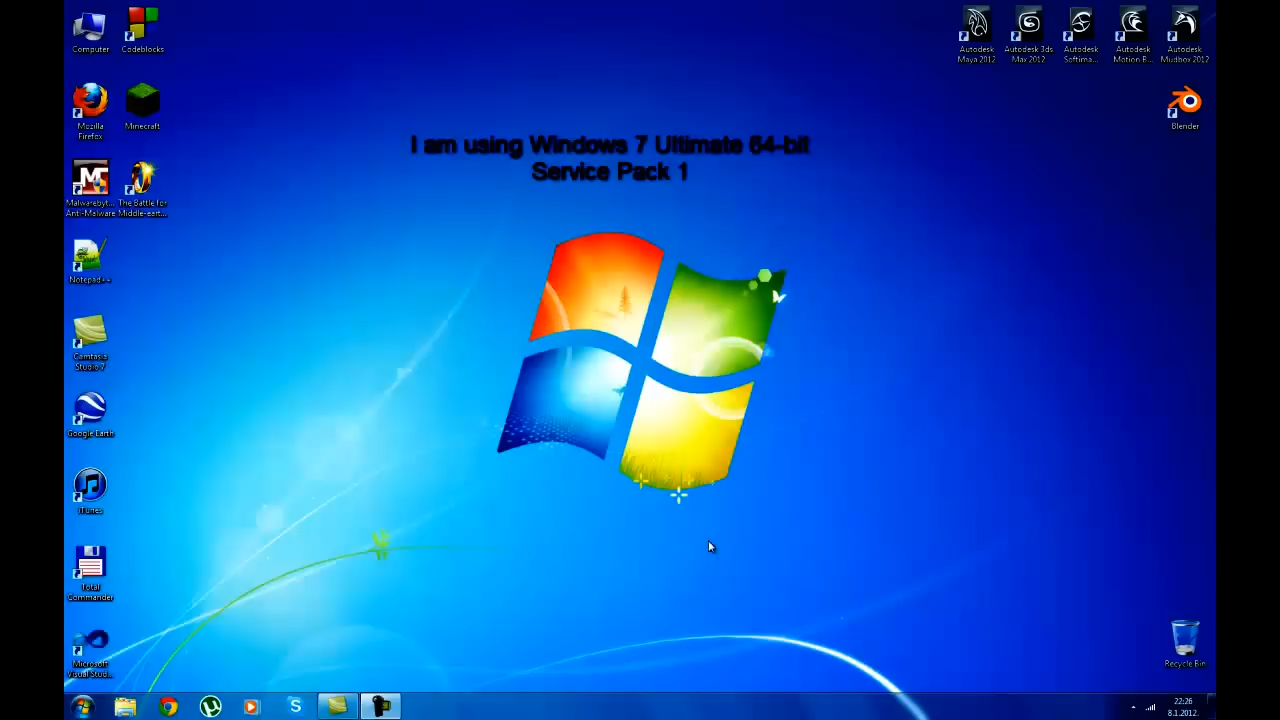 Computer
Codeblocks
Autodesk
Maya 2012
Autodesk 3ds
Max 2012
Autodesk
Softima...
Autodesk
Motion B...
Autodesk
Mudbox 2012
Mozilla
Firefox
Minecraft
Blender
I am using Windows 7 Ultimate 64-bit
Service Pack 1
Malwarebyt...
Anti-Malware
The Battle for
Middle-eart...
Notepad++
Camtasia
Studio 7
Google Earth
iTunes
Total
Commander
Microsoft
Visual Stud...
Recycle Bin
22:26
8.1.2012.